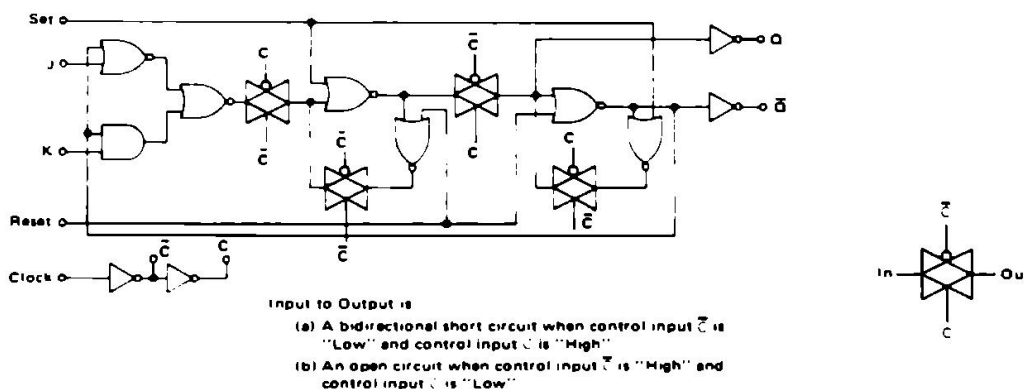 Set
J
K
Reset
Clock
C̄
C
C
C̄
C̄
C
C̄
C̄
C
C
C̄
Q
Q̄
C̄
In
Out
C
Input to Output is
(a) A bidirectional short circuit when control input C̄ is
"Low" and control input C is "High"
(b) An open circuit when control input C̄ is "High" and
control input C is "Low"